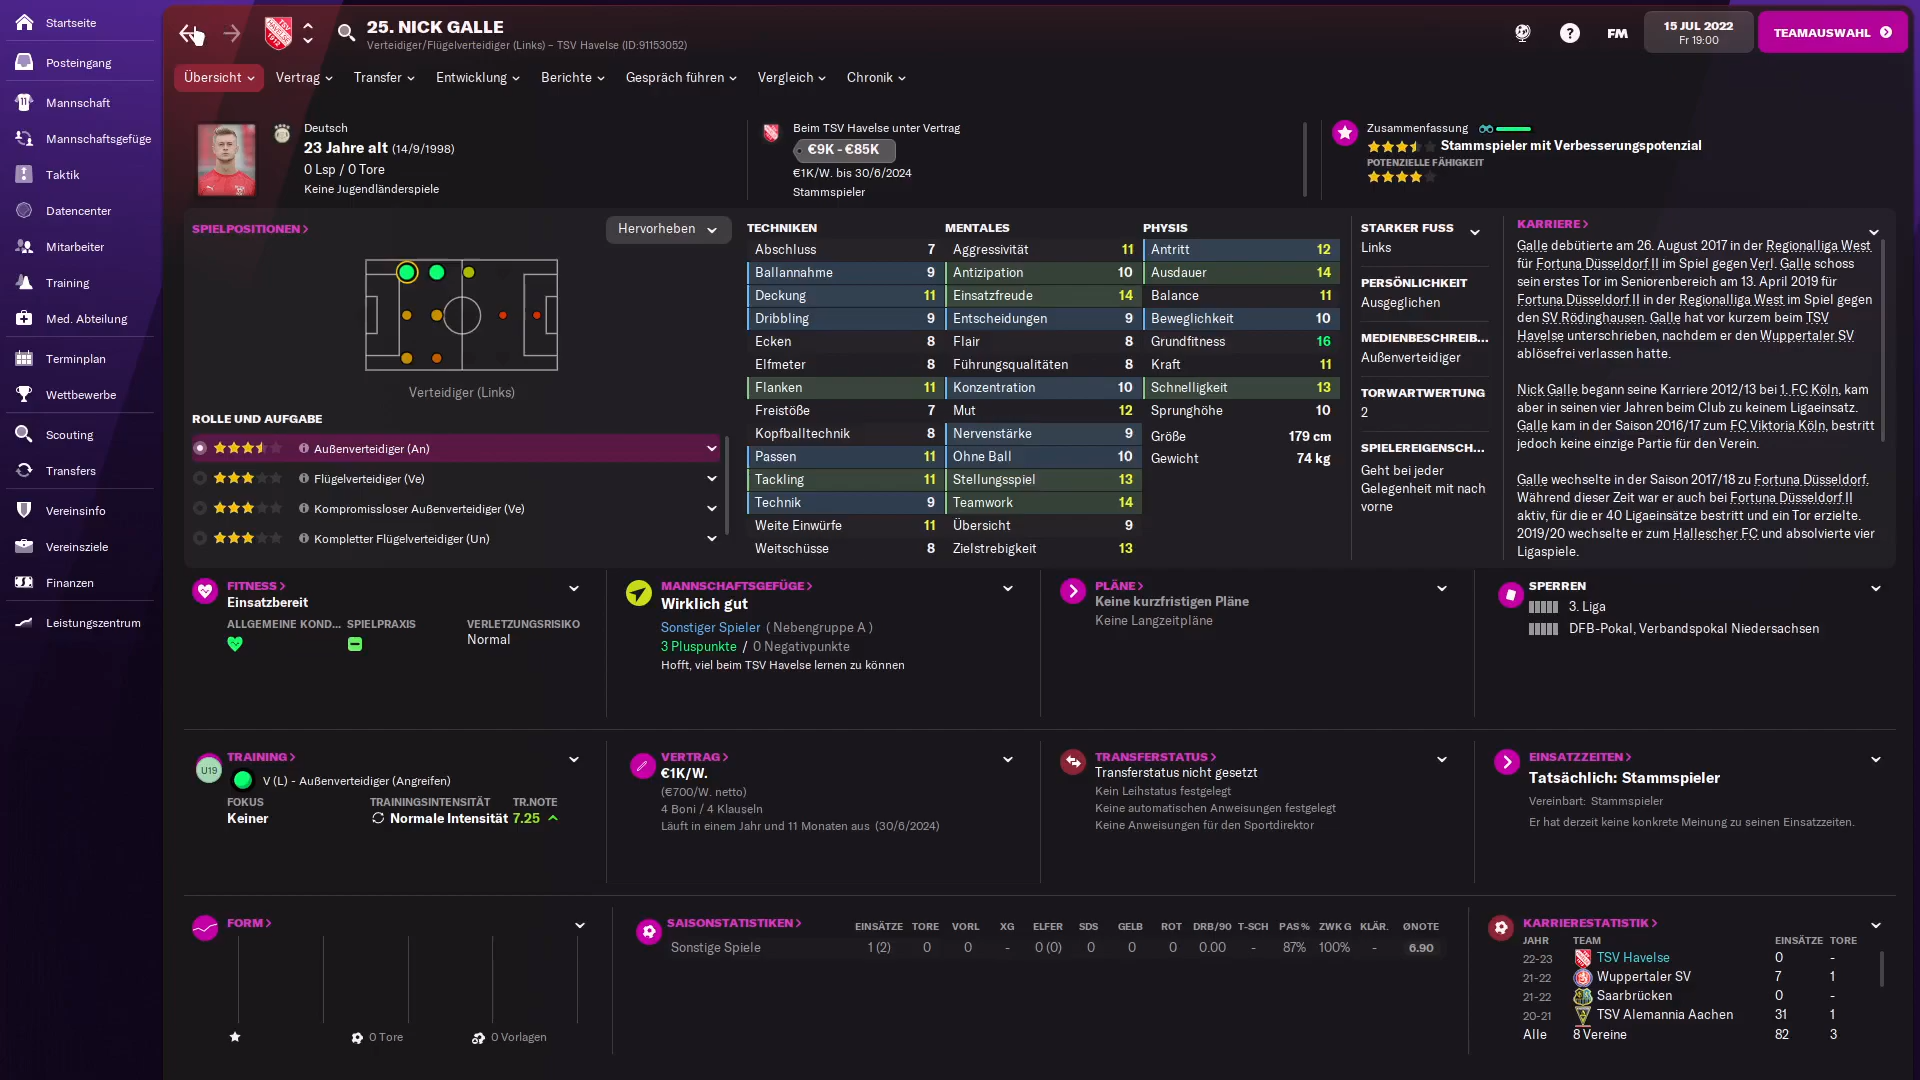 Startseite
Posteingang
Mannschaft
Mannschaftsgefüge
Taktik
Datencenter
Mitarbeiter
Training
Med. Abteilung
Terminplan
Wettbewerbe
Scouting
Transfers
Vereinsinfo
Vereinsziele
Finanzen
Leistungszentrum
25. NICK GALLE
Verteidiger/Flügelverteidiger (Links) – TSV Havelse (ID:91153052)
FM
15 JUL 2022
Fr 19:00
TEAMAUSWAHL
Übersicht
Vertrag
Transfer
Entwicklung
Berichte
Gespräch führen
Vergleich
Chronik
Deutsch
23 Jahre alt (14/9/1998)
0 Lsp / 0 Tore
Keine Jugendländerspiele
Beim TSV Havelse unter Vertrag
€9K - €85K
€1K/W. bis 30/6/2024
Stammspieler
Zusammenfassung
Stammspieler mit Verbesserungspotenzial
POTENZIELLE FÄHIGKEIT
SPIELPOSITIONEN
Hervorheben
Verteidiger (Links)
ROLLE UND AUFGABE
Außenverteidiger (An)
Flügelverteidiger (Ve)
Kompromissloser Außenverteidiger (Ve)
Kompletter Flügelverteidiger (Un)
TECHNIKEN
Abschluss 7
Ballannahme 9
Deckung 11
Dribbling 9
Ecken 8
Elfmeter 8
Flanken 11
Freistöße 7
Kopfballtechnik 8
Passen 11
Tackling 11
Technik 9
Weite Einwürfe 11
Weitschüsse 8
MENTALES
Aggressivität 11
Antizipation 10
Einsatzfreude 14
Entscheidungen 9
Flair 8
Führungsqualitäten 8
Konzentration 10
Mut 12
Nervenstärke 9
Ohne Ball 10
Stellungsspiel 13
Teamwork 14
Übersicht 9
Zielstrebigkeit 13
PHYSIS
Antritt 12
Ausdauer 14
Balance 11
Beweglichkeit 10
Grundfitness 16
Kraft 11
Schnelligkeit 13
Sprunghöhe 10
Größe 179 cm
Gewicht 74 kg
STARKER FUSS
Links
PERSÖNLICHKEIT
Ausgeglichen
MEDIENBESCHREIB...
Außenverteidiger
TORWARTWERTUNG
2
SPIELEREIGENSCH...
Geht bei jeder
Gelegenheit mit nach
vorne
KARRIERE
Galle debütierte am 26. August 2017 in der Regionalliga West
für Fortuna Düsseldorf II im Spiel gegen Verl. Galle schoss
sein erstes Tor im Seniorenbereich am 13. April 2019 für
Fortuna Düsseldorf II in der Regionalliga West im Spiel gegen
den SV Rödinghausen. Galle hat vor kurzem beim TSV
Havelse unterschrieben, nachdem er den Wuppertaler SV
ablösefrei verlassen hatte.
Nick Galle begann seine Karriere 2012/13 bei 1. FC Köln, kam
aber in seinen vier Jahren beim Club zu keinem Ligaeinsatz.
Galle kam in der Saison 2016/17 zum FC Viktoria Köln, bestritt
jedoch keine einzige Partie für den Verein.
Galle wechselte in der Saison 2017/18 zu Fortuna Düsseldorf.
Während dieser Zeit war er auch bei Fortuna Düsseldorf II
aktiv, für die er 40 Ligaeinsätze bestritt und ein Tor erzielte.
2019/20 wechselte er zum Hallescher FC und absolvierte vier
Ligaspiele.
FITNESS
Einsatzbereit
ALLGEMEINE KOND... SPIELPRAXIS VERLETZUNGSRISIKO
Normal
MANNSCHAFTSGEFÜGE
Wirklich gut
Sonstiger Spieler ( Nebengruppe A )
3 Pluspunkte / 0 Negativpunkte
Hofft, viel beim TSV Havelse lernen zu können
PLÄNE
Keine kurzfristigen Pläne
Keine Langzeitpläne
SPERREN
3. Liga
DFB-Pokal, Verbandspokal Niedersachsen
TRAINING
U19
V (L) - Außenverteidiger (Angreifen)
FOKUS TRAININGSINTENSITÄT TR.NOTE
Keiner Normale Intensität 7.25
VERTRAG
€1K/W.
(€700/W. netto)
4 Boni / 4 Klauseln
Läuft in einem Jahr und 11 Monaten aus (30/6/2024)
TRANSFERSTATUS
Transferstatus nicht gesetzt
Kein Leihstatus festgelegt
Keine automatischen Anweisungen festgelegt
Keine Anweisungen für den Sportdirektor
EINSATZZEITEN
Tatsächlich: Stammspieler
Vereinbart: Stammspieler
Er hat derzeit keine konkrete Meinung zu seinen Einsatzzeiten.
FORM
0 Tore
0 Vorlagen
SAISONSTATISTIKEN EINSÄTZE TORE VORL XG ELFER SDS GELB ROT DRB/90 T-SCH PAS % ZWK G KLÄR. ØNOTE
Sonstige Spiele 1 (2) 0 0 - 0 (0) 0 0 0 0.00 - 87% 100% - 6.90
KARRIERESTATISTIK
JAHR TEAM EINSÄTZE TORE
22-23 TSV Havelse 0 -
21-22 Wuppertaler SV 7 1
21-22 Saarbrücken 0 -
20-21 TSV Alemannia Aachen 31 1
Alle 8 Vereine 82 3